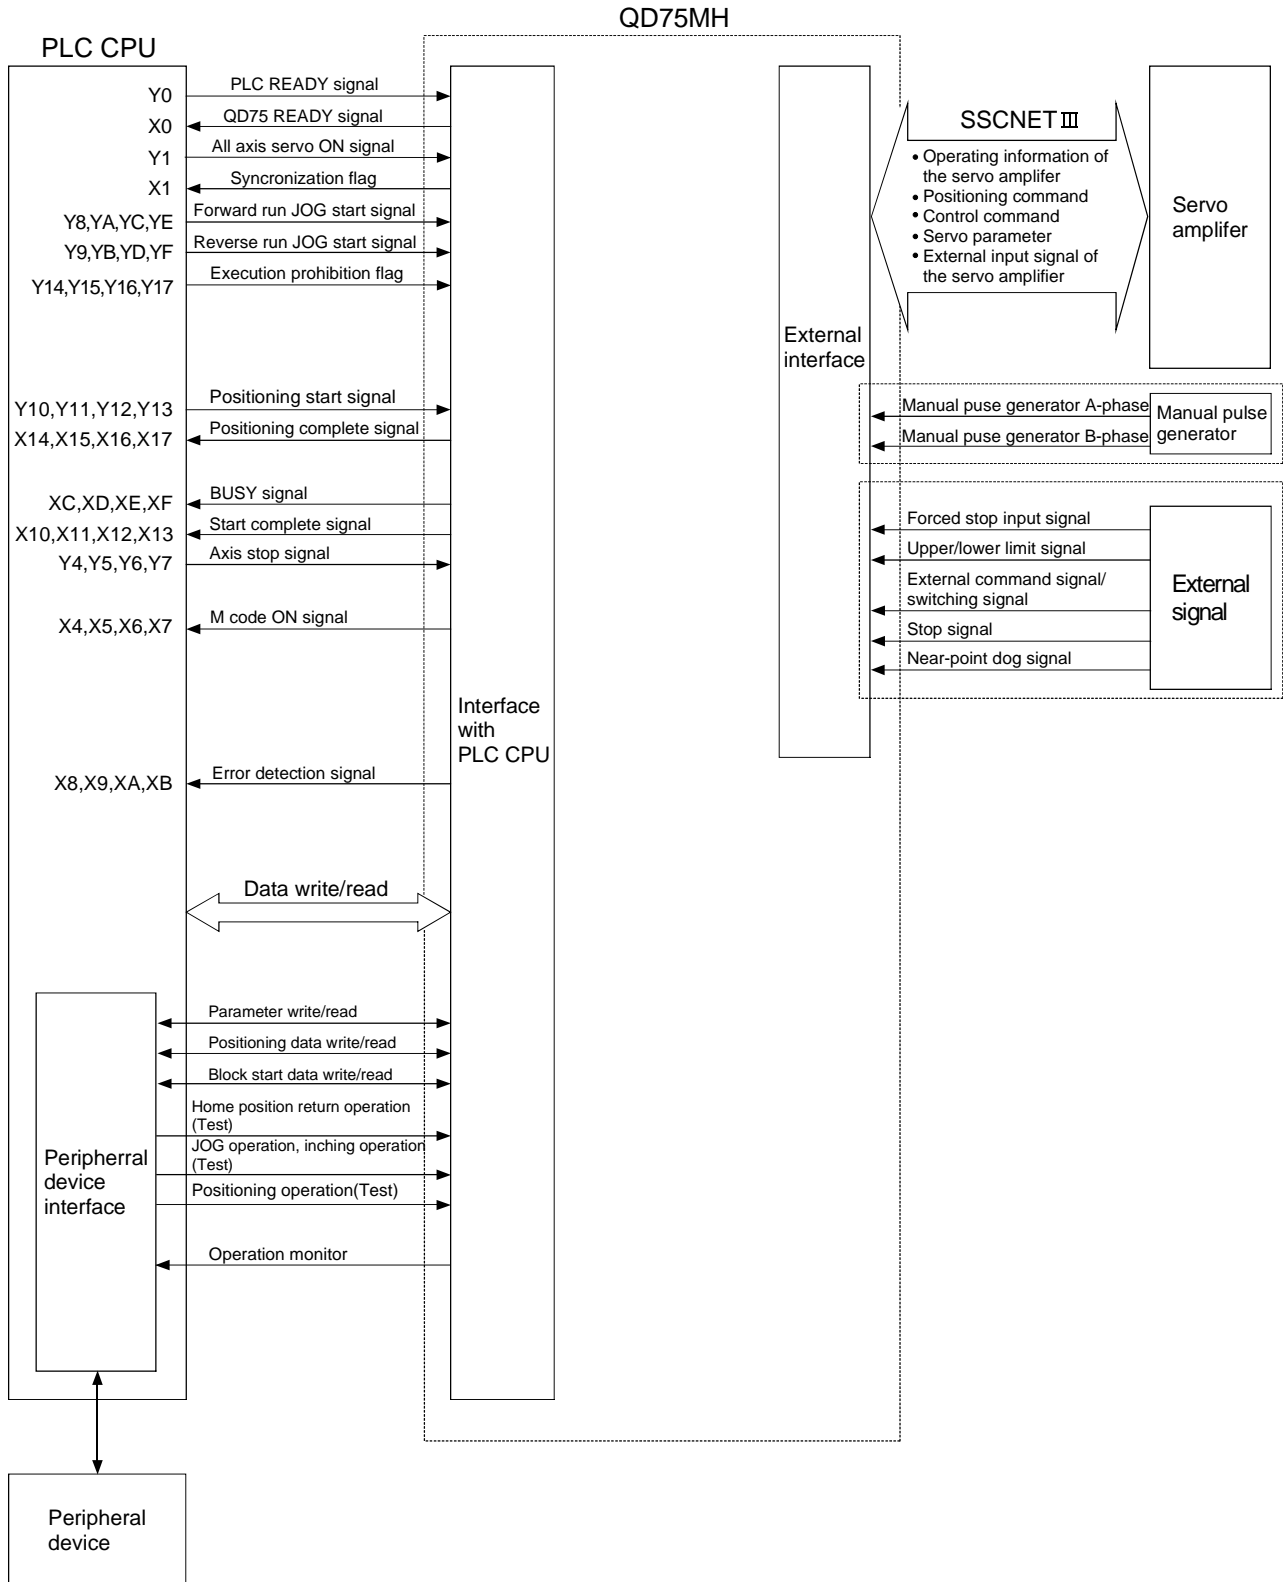 QD75MH
PLC CPU
Y0
PLC READY signal
X0
QD75 READY signal
Y1
All axis servo ON signal
X1
Syncronization flag
Y8,YA,YC,YE
Forward run JOG start signal
Y9,YB,YD,YF
Reverse run JOG start signal
Y14,Y15,Y16,Y17
Execution prohibition flag
Y10,Y11,Y12,Y13
Positioning start signal
X14,X15,X16,X17
Positioning complete signal
XC,XD,XE,XF
BUSY signal
X10,X11,X12,X13
Start complete signal
Y4,Y5,Y6,Y7
Axis stop signal
X4,X5,X6,X7
M code ON signal
X8,X9,XA,XB
Error detection signal
Data write/read
Parameter write/read
Positioning data write/read
Block start data write/read
Home position return operation
(Test)
JOG operation, inching operation
(Test)
Positioning operation(Test)
Operation monitor
Peripherral
device
interface
Peripheral
device
Interface
with
PLC CPU
External
interface
SSCNETⅢ
• Operating information of
the servo amplifer
• Positioning command
• Control command
• Servo parameter
• External input signal of
the servo amplifier
Servo
amplifer
Manual puse generator A-phase
Manual puse generator B-phase
Manual pulse
generator
Forced stop input signal
Upper/lower limit signal
External command signal/
switching signal
Stop signal
Near-point dog signal
External
signal